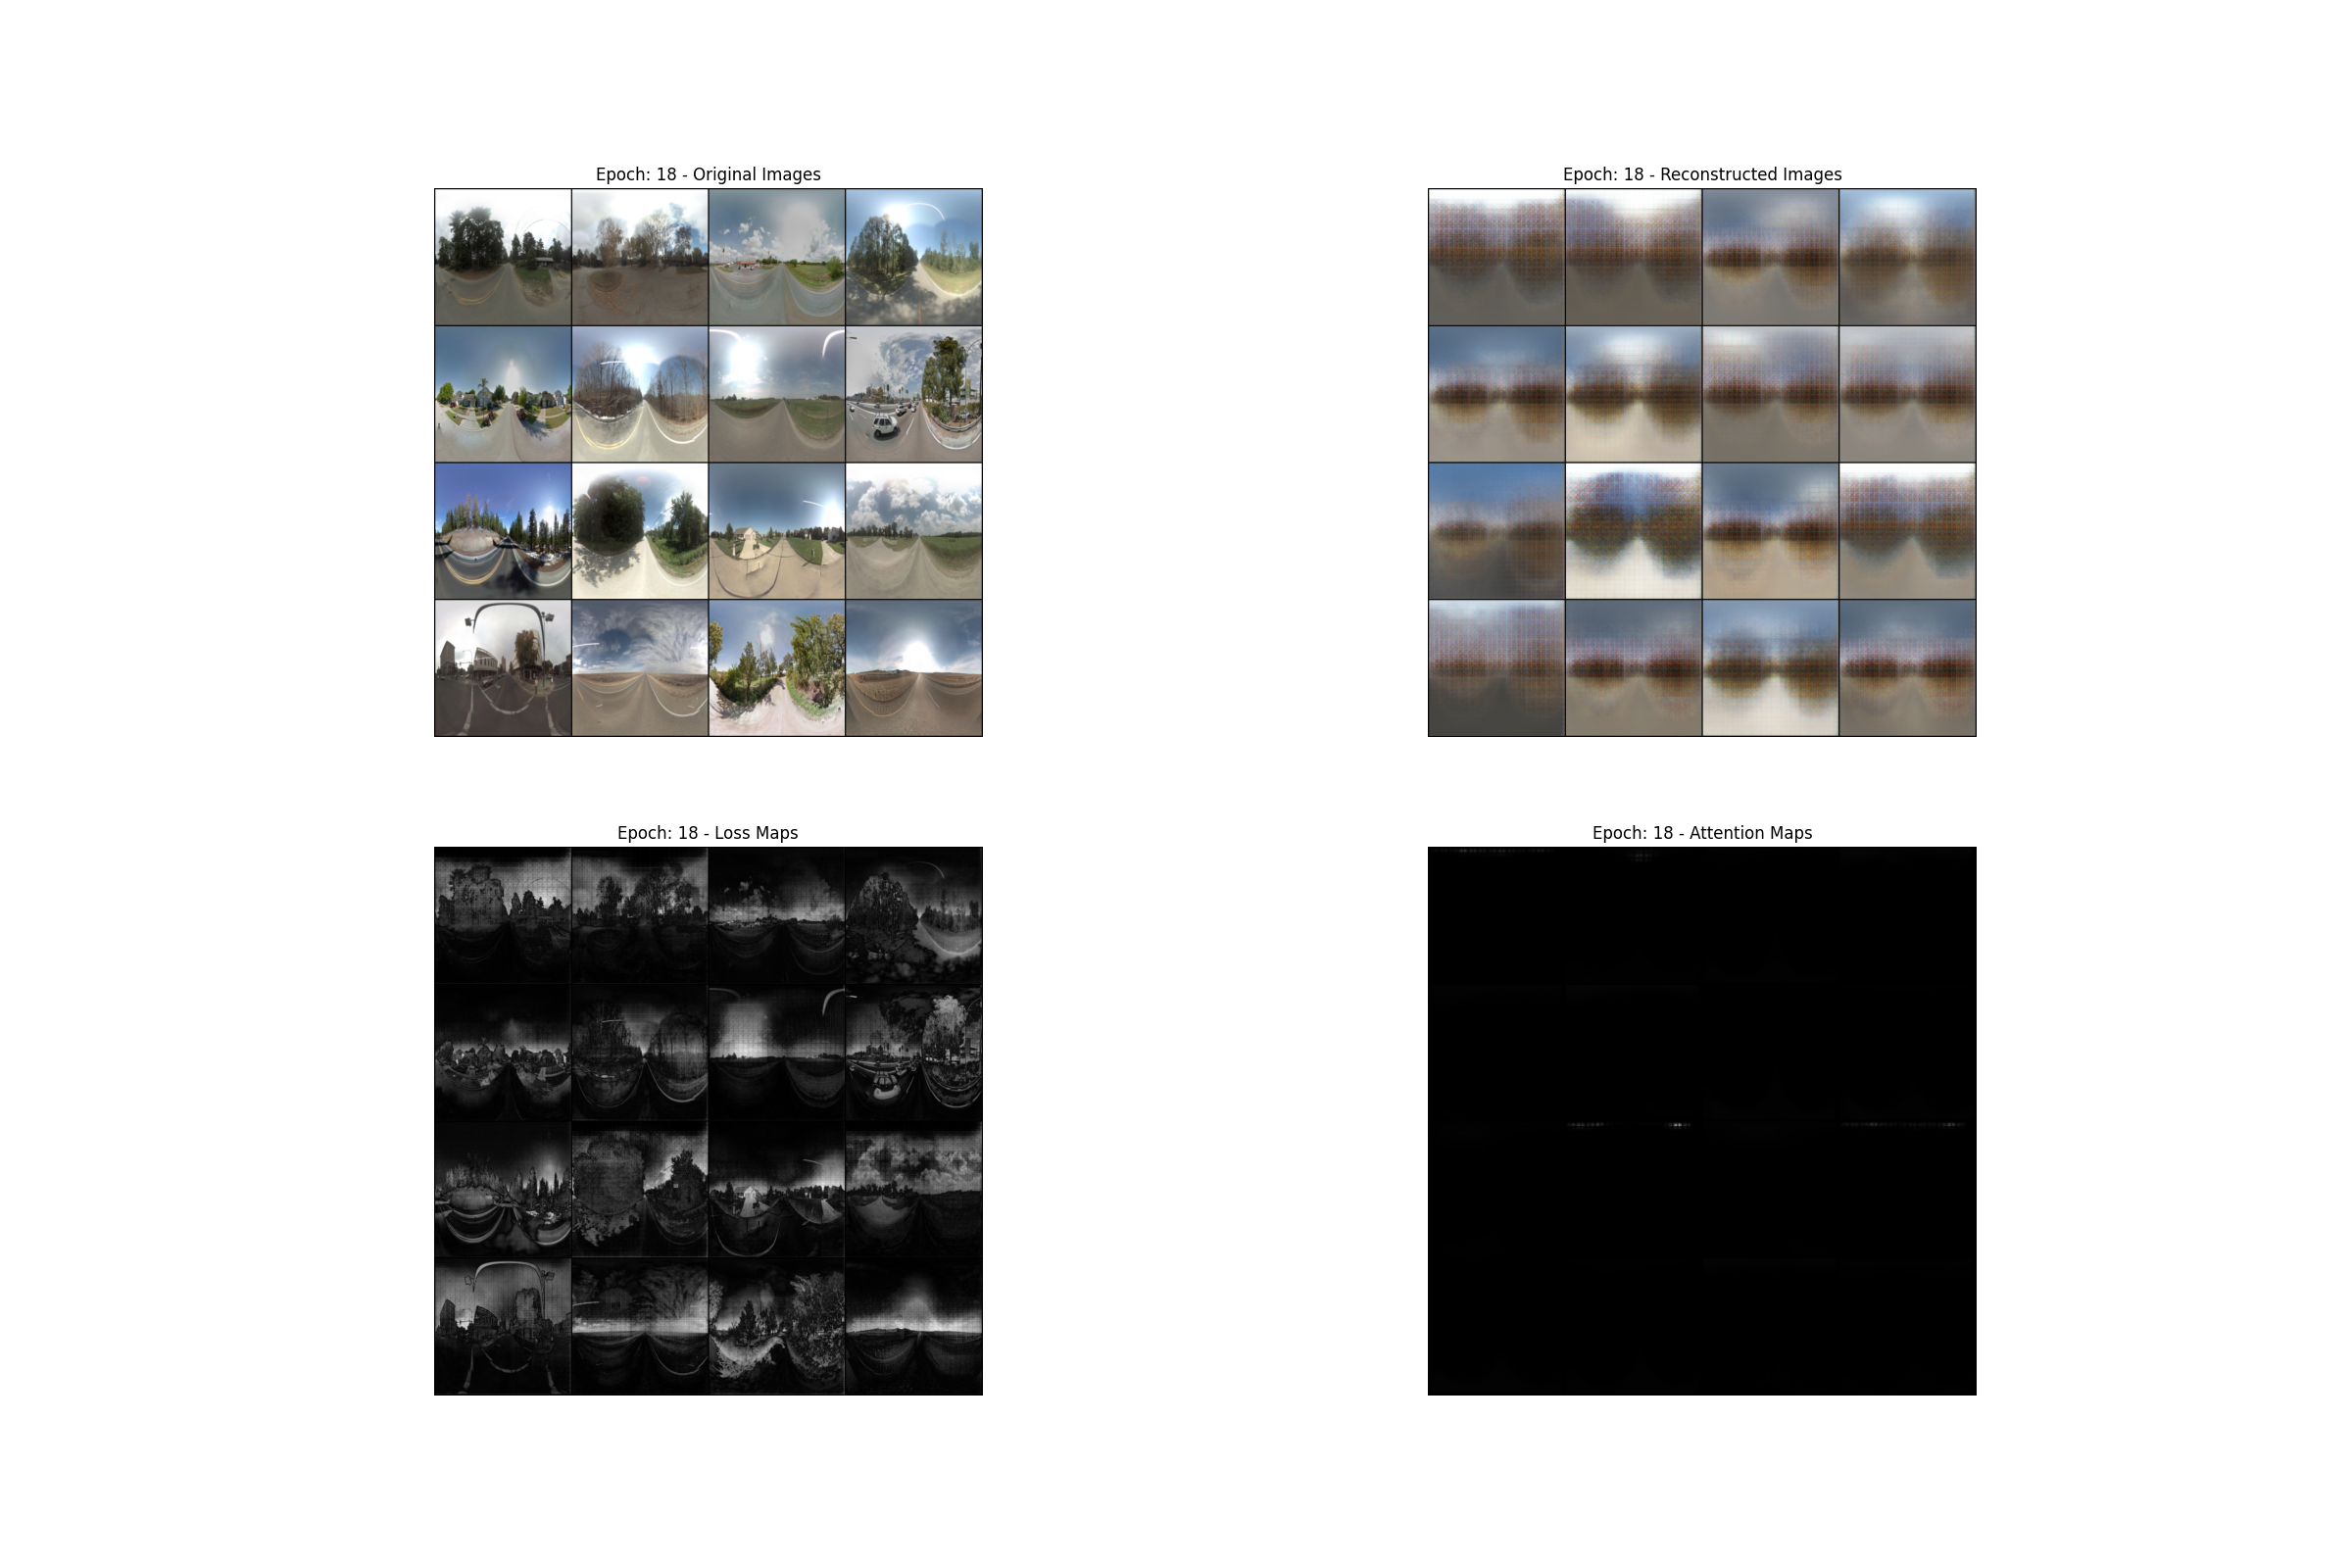 Epoch: 18 - Original Images
Epoch: 18 - Reconstructed Images
Epoch: 18 - Loss Maps
Epoch: 18 - Attention Maps